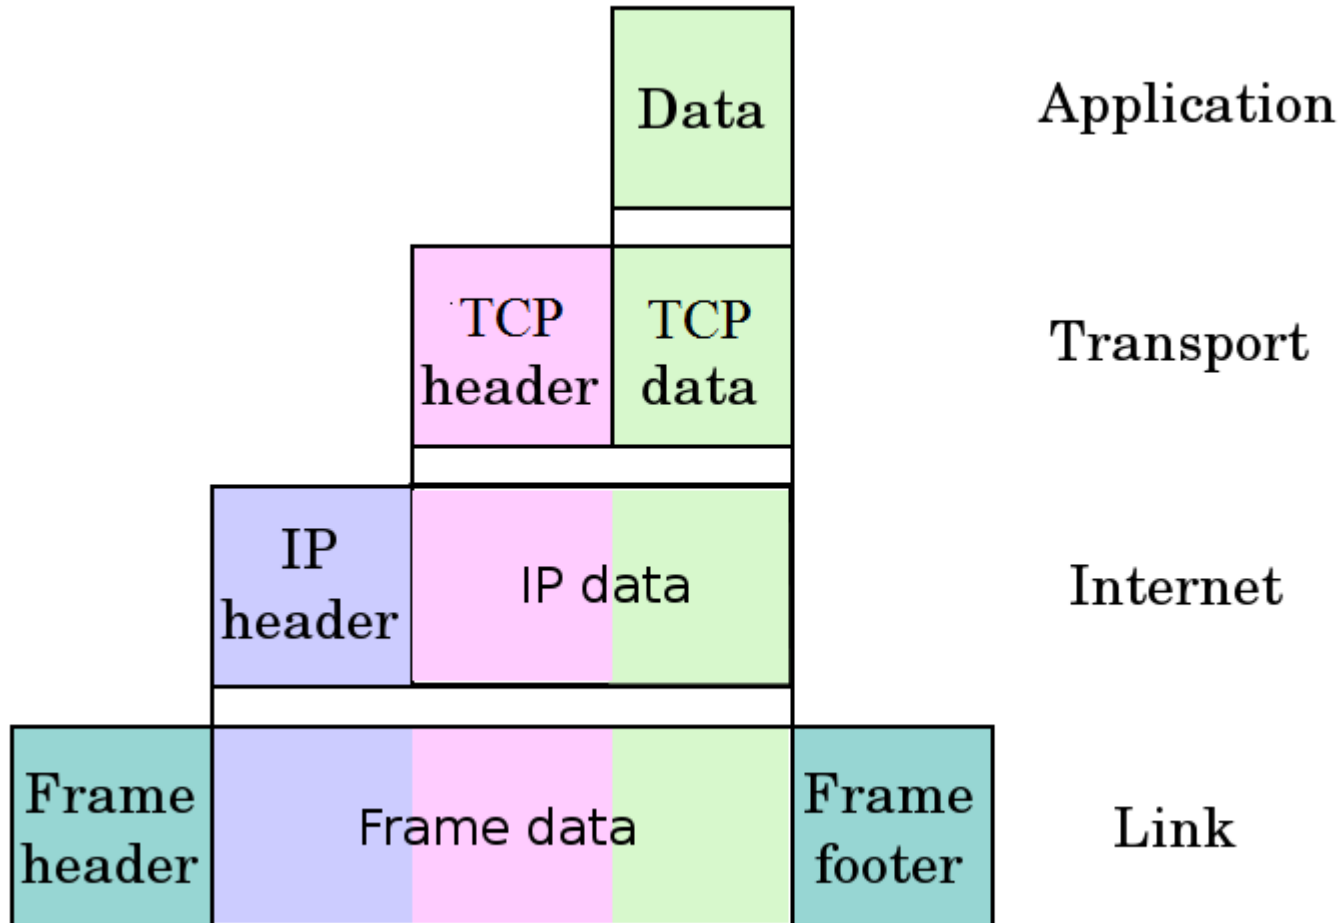 Data
Application
TCP
header
TCP
data
Transport
IP
header
IP data
Internet
Frame
header
Frame data
Frame
footer
Link